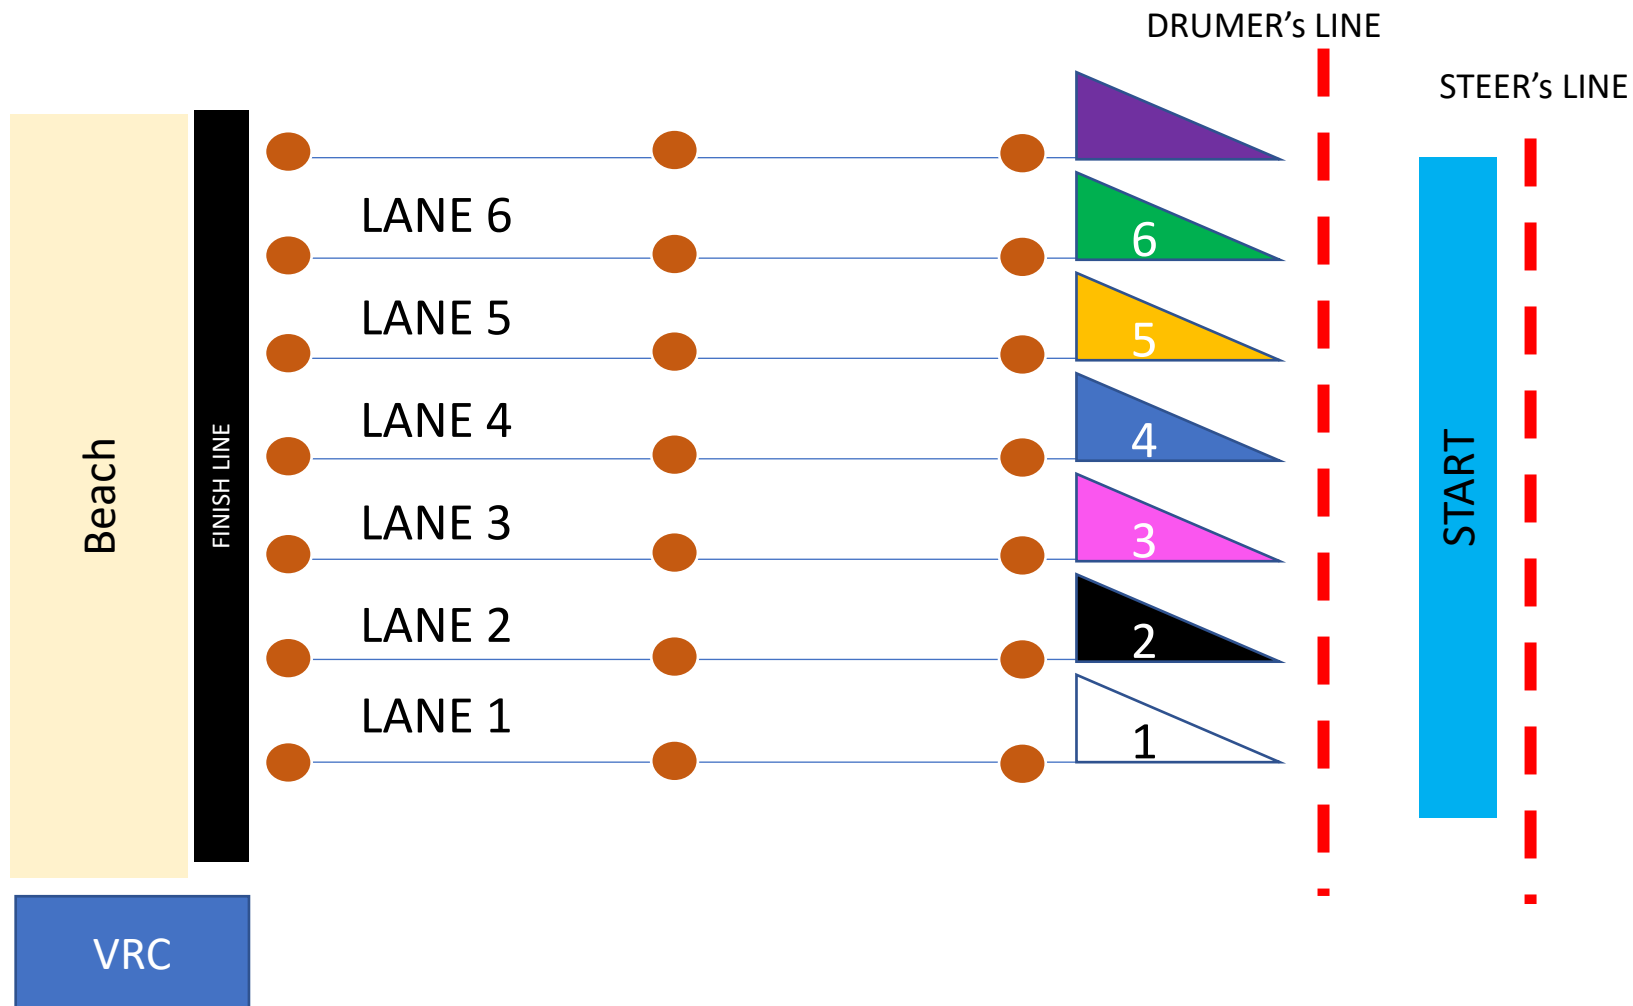 DRUMER's LINE
STEER's LINE
LANE 6
6
LANE 5
5
LANE 4
4
LANE 3
3
LANE 2
2
LANE 1
1
Beach
FINISH LINE
START
VRC